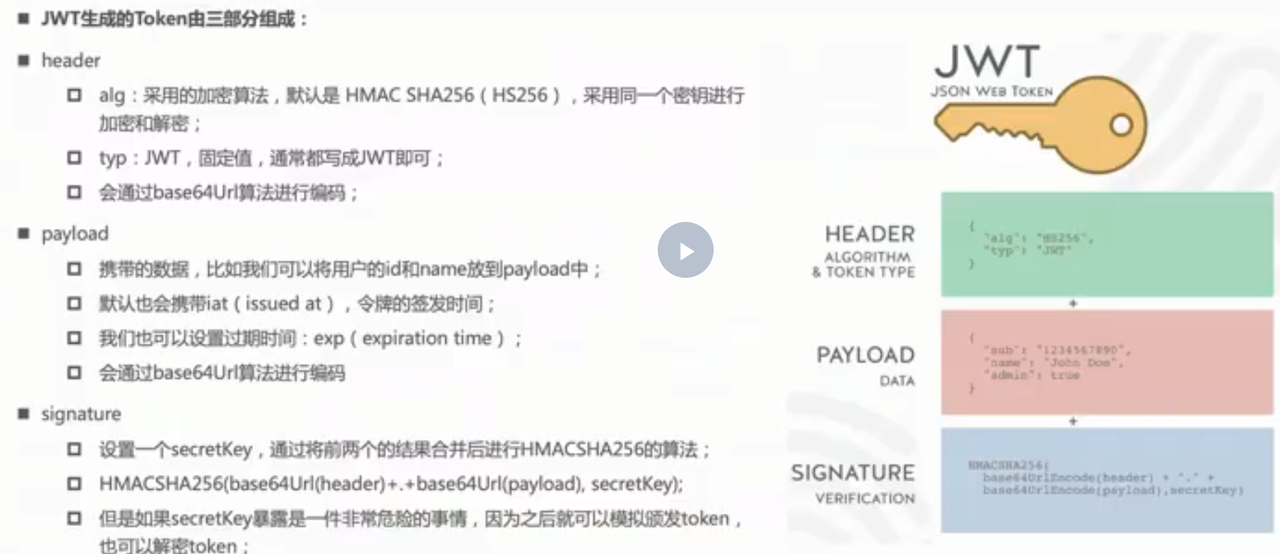 JWT生成的Token由三部分组成：
header
alg：采用的加密算法，默认是 HMAC SHA256（HS256），采用同一个密钥进行
加密和解密；
typ：JWT，固定值，通常都写成JWT即可；
会通过base64Url算法进行编码；
payload
携带的数据，比如我们可以将用户的id和name放到payload中；
默认也会携带iat（issued at），令牌的签发时间；
我们也可以设置过期时间：exp（expiration time）；
会通过base64Url算法进行编码
signature
设置一个secretKey，通过将前两个的结果合并后进行HMACSHA256的算法；
HMACSHA256(base64Url(header)+.+base64Url(payload), secretKey);
但是如果secretKey暴露是一件非常危险的事情，因为之后就可以模拟颁发token，
也可以解密token；
JWT
JSON WEB TOKEN
HEADER
ALGORITHM
& TOKEN TYPE
{
"alg": "HS256",
"typ": "JWT"
}
+
PAYLOAD
DATA
{
"sub": "1234567890",
"name": "John Doe",
"admin": true
}
+
SIGNATURE
VERIFICATION
HMACSHA256(
base64UrlEncode(header) + "." +
base64UrlEncode(payload),secretKey)